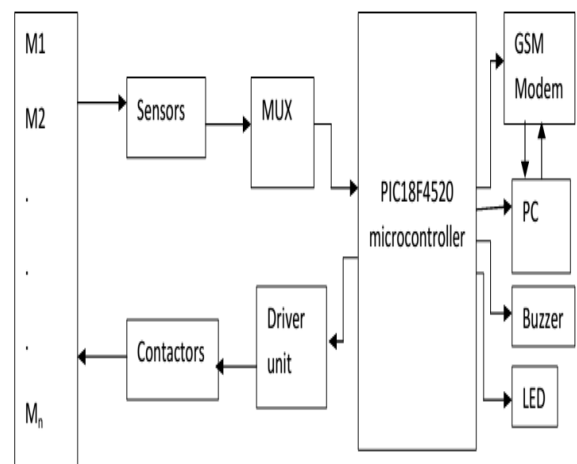 M1
M2
.
.
.
Mn
Sensors
MUX
PIC18F4520
microcontroller
GSM
Modem
PC
Buzzer
LED
Driver
unit
Contactors